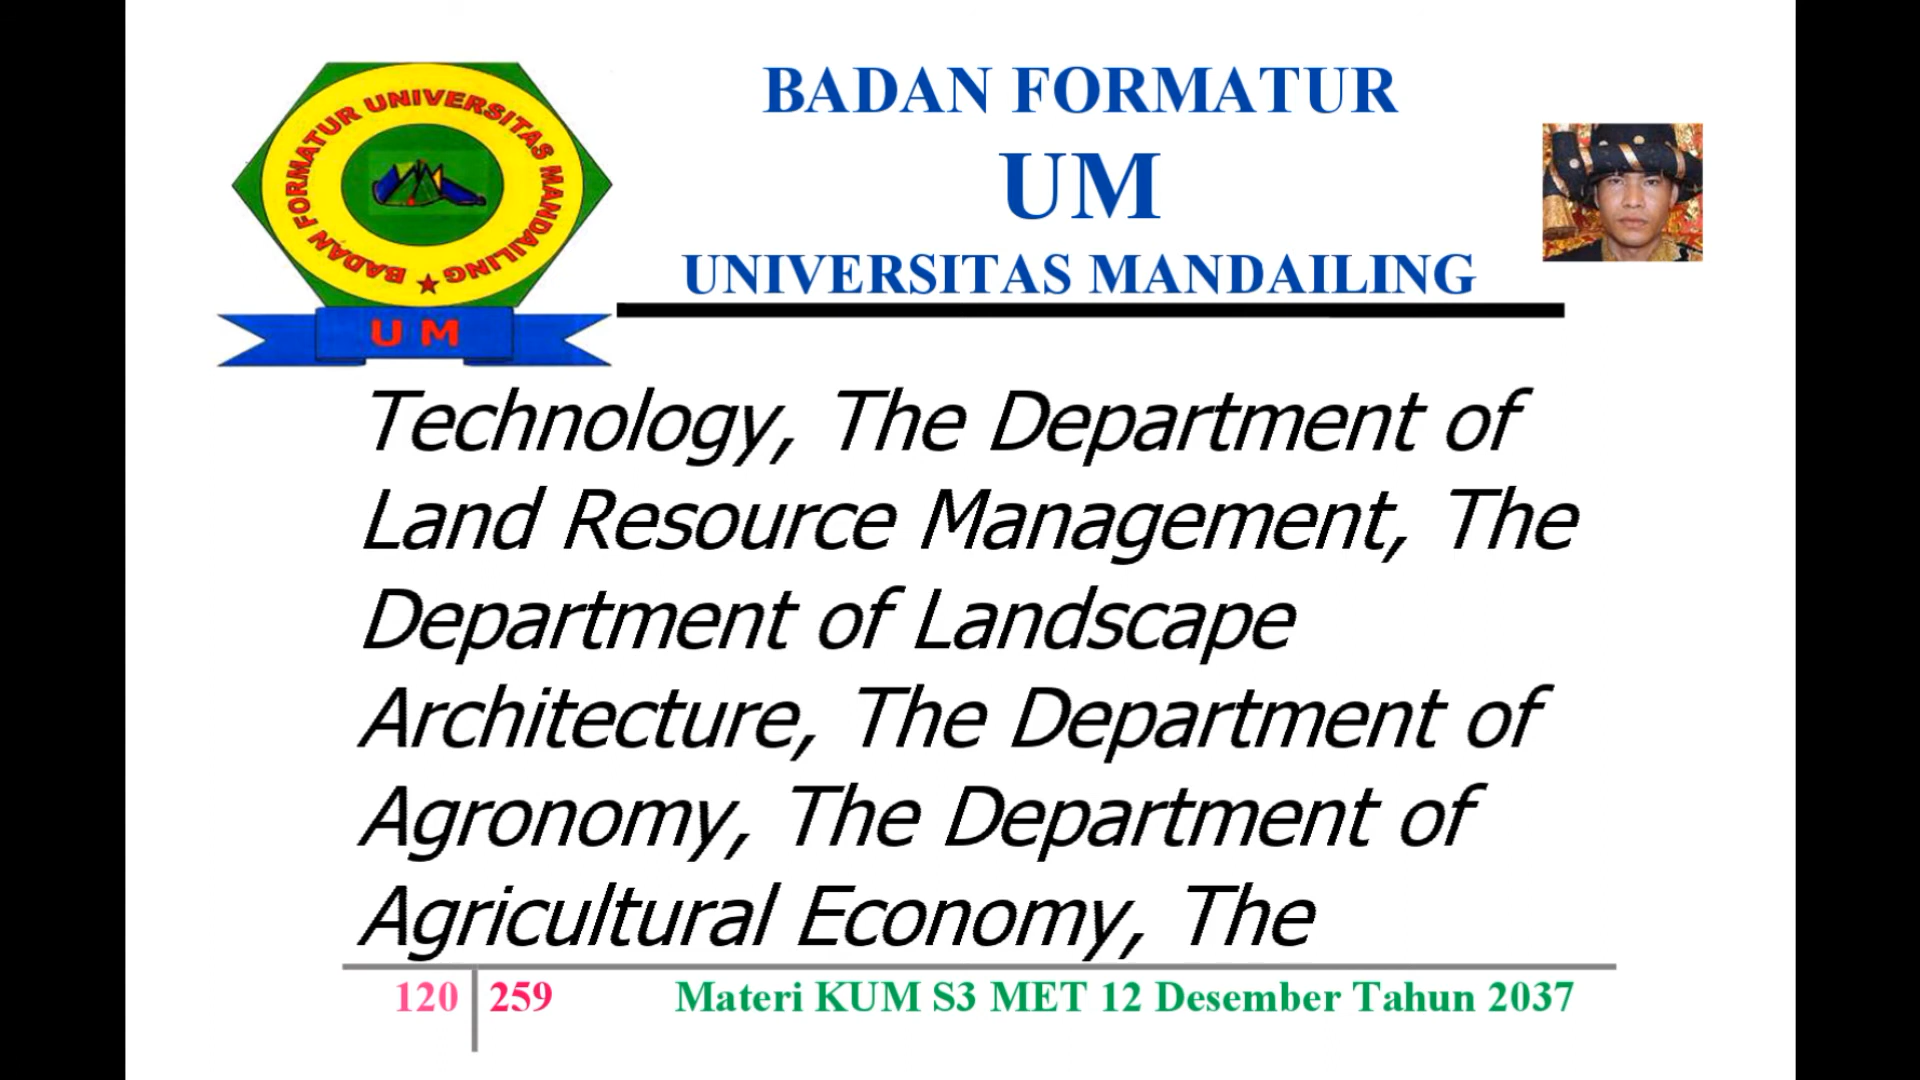 BADAN FORMATUR UNIVERSITAS MANDAILING
U M
BADAN FORMATUR
UM
UNIVERSITAS MANDAILING
Technology, The Department of
Land Resource Management, The
Department of Landscape
Architecture, The Department of
Agronomy, The Department of
Agricultural Economy, The
120 259 Materi KUM S3 MET 12 Desember Tahun 2037